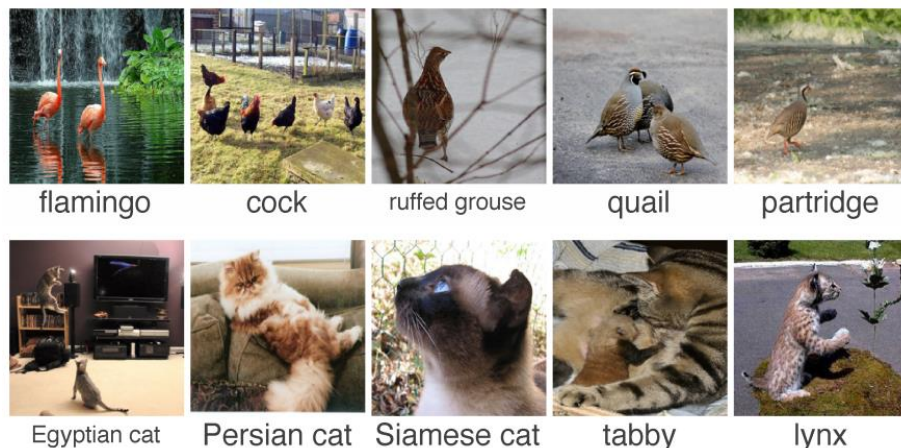 flamingo
cock
ruffed grouse
quail
partridge
Egyptian cat
Persian cat
Siamese cat
tabby
lynx